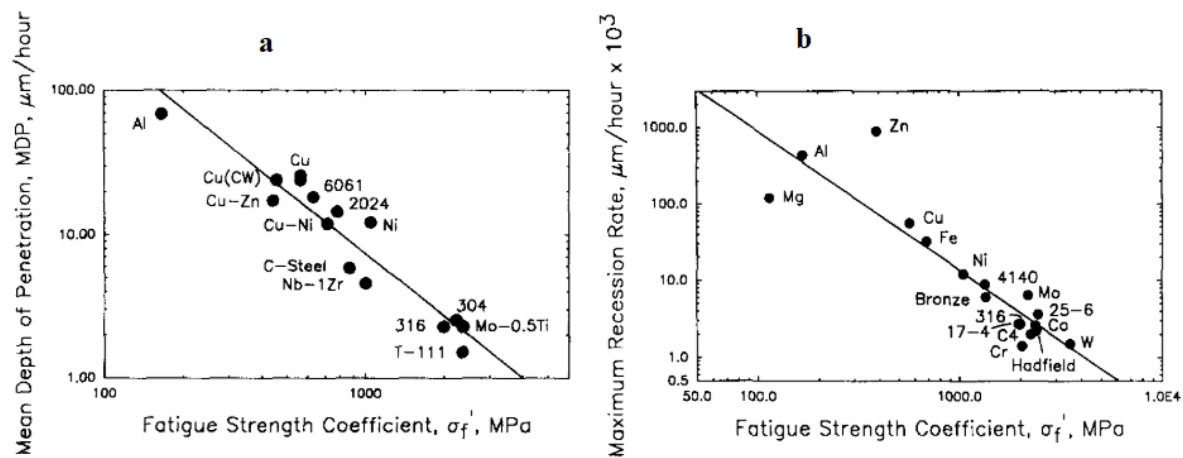 a
Mean Depth of Penetration, MDP, μm/hour
100.00
10.00
1.00
Al
Cu
Cu(CW)
6061
Cu-Zn
2024
Cu-Ni
Ni
C-Steel
Nb-1Zr
304
316
Mo-0.5Ti
T-111
100
1000
Fatigue Strength Coefficient, σf', MPa
b
Maximum Recession Rate, μm/hour x 10³
1000.0
100.0
10.0
1.0
0.5
Zn
Al
Mg
Cu
Fe
Ni
4140
Bronze
Mo
25-6
316
17-4
Co
C4
W
Cr
Hadfield
50.0
100.0
1000.0
1.0E4
Fatigue Strength Coefficient, σf', MPa